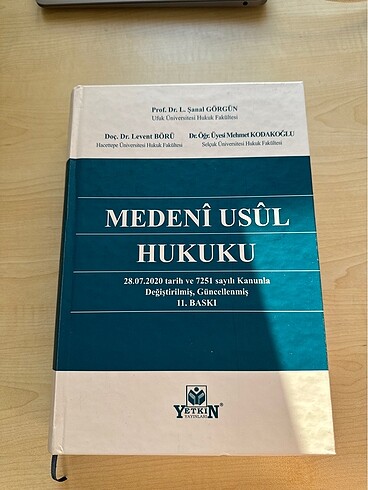 Prof. Dr. L. Şanal GÖRGÜN
Ufuk Üniversitesi Hukuk Fakültesi
Doç. Dr. Levent BÖRÜ
Hacettepe Üniversitesi Hukuk Fakültesi
Dr. Öğr. Üyesi Mehmet KODAKOĞLU
Selçuk Üniversitesi Hukuk Fakültesi
MEDENÎ USÛL
HUKUKU
28.07.2020 tarih ve 7251 sayılı Kanunla
Değiştirilmiş, Güncellenmiş
11. BASKI
YETKİN®
YAYINLARI